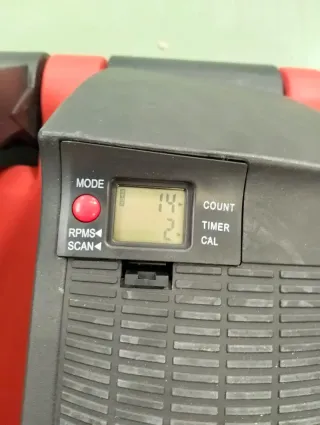 MODE
14
COUNT
RPMS◄
2
TIMER
SCAN◄
CAL